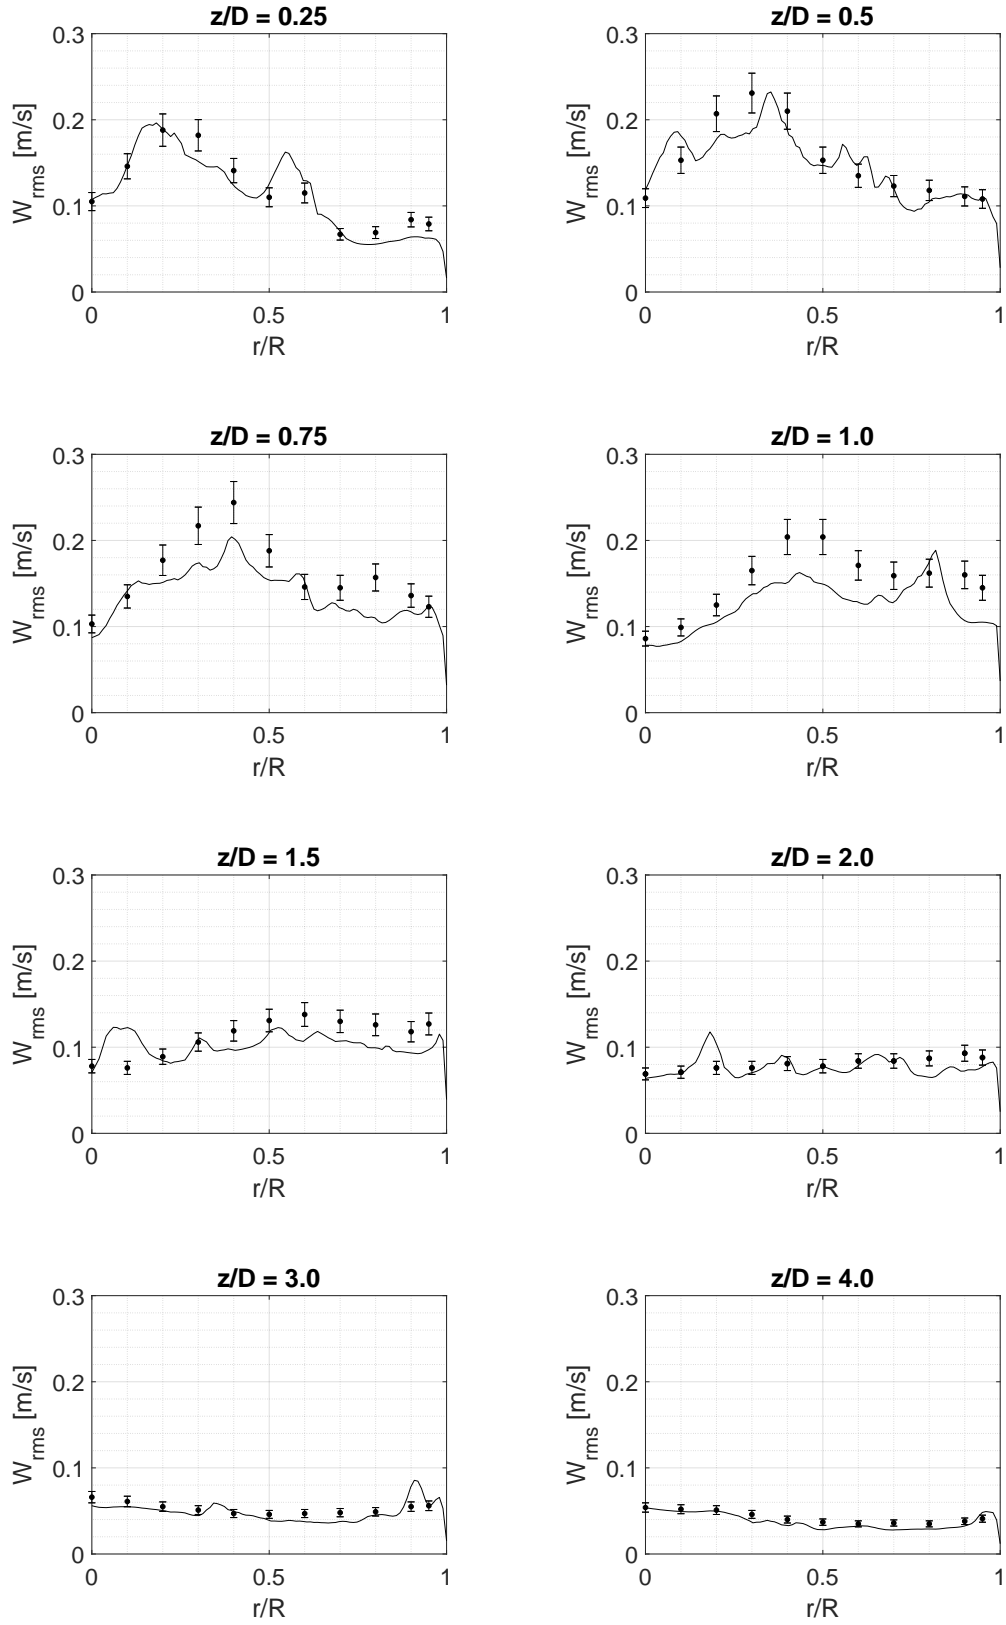 z/D = 0.25
0.3
0.2
0.1
0
W_rms [m/s]
0 0.5 1
r/R
z/D = 0.5
0.3
0.2
0.1
0
W_rms [m/s]
0 0.5 1
r/R
z/D = 0.75
0.3
0.2
0.1
0
W_rms [m/s]
0 0.5 1
r/R
z/D = 1.0
0.3
0.2
0.1
0
W_rms [m/s]
0 0.5 1
r/R
z/D = 1.5
0.3
0.2
0.1
0
W_rms [m/s]
0 0.5 1
r/R
z/D = 2.0
0.3
0.2
0.1
0
W_rms [m/s]
0 0.5 1
r/R
z/D = 3.0
0.3
0.2
0.1
0
W_rms [m/s]
0 0.5 1
r/R
z/D = 4.0
0.3
0.2
0.1
0
W_rms [m/s]
0 0.5 1
r/R